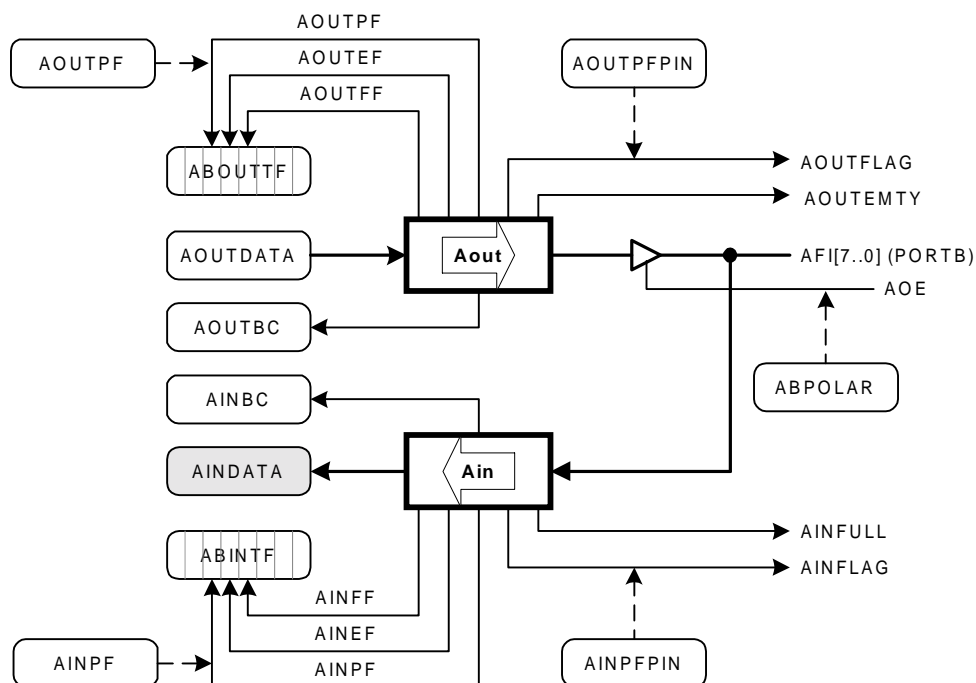 AOUTPF
AOUTPF
AOUTEF
AOUTFF
AOUTPFPIN
ABOUTTF
AOUTFLAG
AOUTEMTY
AOUTDATA
Aout
AFI[7..0] (PORTB)
AOE
AOUTBC
AINBC
ABPOLAR
AINDATA
Ain
AINFULL
ABINTF
AINFLAG
AINFF
AINEF
AINPF
AINPF
AINPFPIN